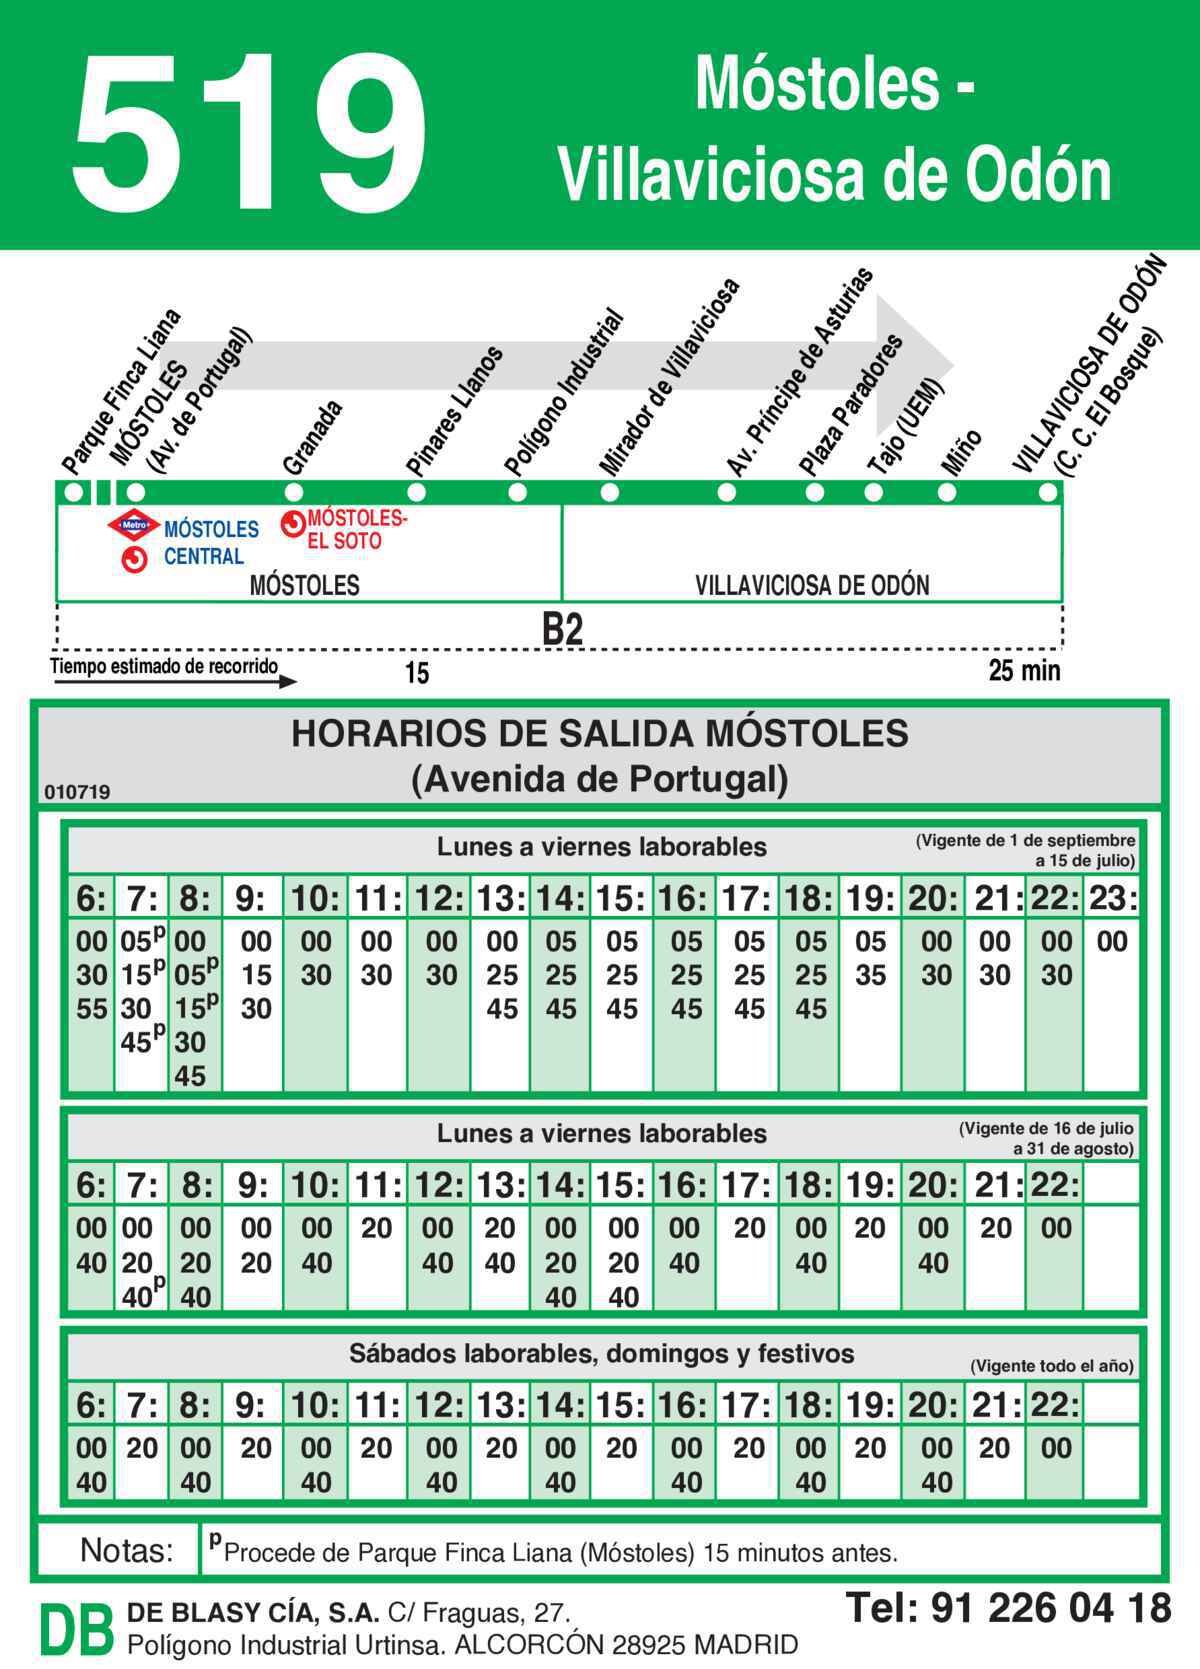 519
Móstoles -
Villaviciosa de Odón
Parque Finca Liana
MÓSTOLES
(Av. de Portugal)
Granada
Pinares Llanos
Polígono Industrial
Mirador de Villaviciosa
Av. Príncipe de Asturias
Plaza Paradores
Tajo (UEM)
Miño
VILLAVICIOSA DE ODÓN
(C. C. El Bosque)
Metro
MÓSTOLES
CENTRAL
MÓSTOLES-
EL SOTO
MÓSTOLES
VILLAVICIOSA DE ODÓN
B2
Tiempo estimado de recorrido 15 25 min
HORARIOS DE SALIDA MÓSTOLES
(Avenida de Portugal)
010719
Lunes a viernes laborables
(Vigente de 1 de septiembre
a 15 de julio)
6: 7: 8: 9: 10: 11: 12: 13: 14: 15: 16: 17: 18: 19: 20: 21: 22: 23:
00 05p 00 00 00 00 00 00 05 05 05 05 05 05 00 00 00 00
30 15p 05p 15 30 30 30 25 25 25 25 25 25 35 30 30 30
55 30 15p 30 45 45 45 45 45 45
45p 30
45
Lunes a viernes laborables
(Vigente de 16 de julio
a 31 de agosto)
6: 7: 8: 9: 10: 11: 12: 13: 14: 15: 16: 17: 18: 19: 20: 21: 22:
00 00 00 00 00 20 00 20 00 00 00 20 00 20 00 20 00
40 20 20 20 40 40 40 20 20 40 40 40
40p 40 40 40
Sábados laborables, domingos y festivos
(Vigente todo el año)
6: 7: 8: 9: 10: 11: 12: 13: 14: 15: 16: 17: 18: 19: 20: 21: 22:
00 20 00 20 00 20 00 20 00 20 00 20 00 20 00 20 00
40 40 40 40 40 40 40 40
Notas: p Procede de Parque Finca Liana (Móstoles) 15 minutos antes.
DB
DE BLASY CÍA, S.A. C/ Fraguas, 27.
Polígono Industrial Urtinsa. ALCORCÓN 28925 MADRID
Tel: 91 226 04 18